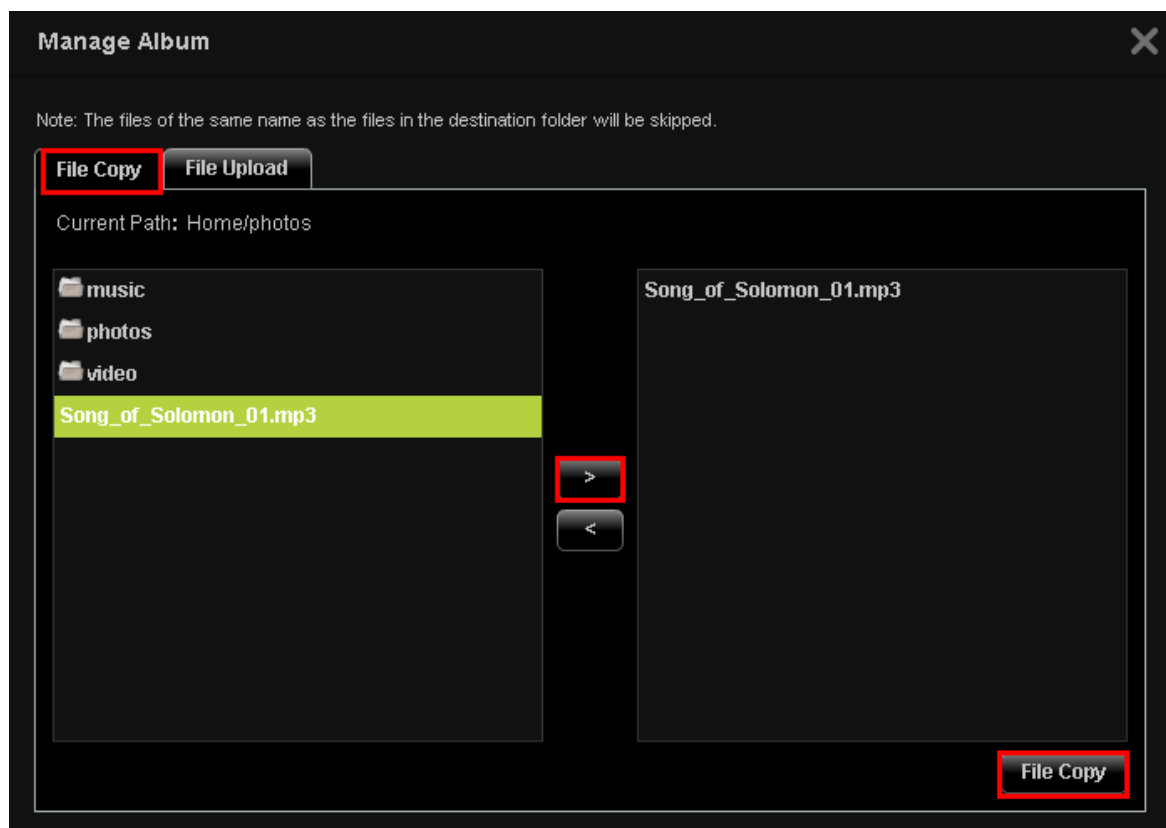 Manage Album
Note: The files of the same name as the files in the destination folder will be skipped.
File Copy
File Upload
Current Path: Home/photos
music
photos
video
Song_of_Solomon_01.mp3
>
<
Song_of_Solomon_01.mp3
File Copy